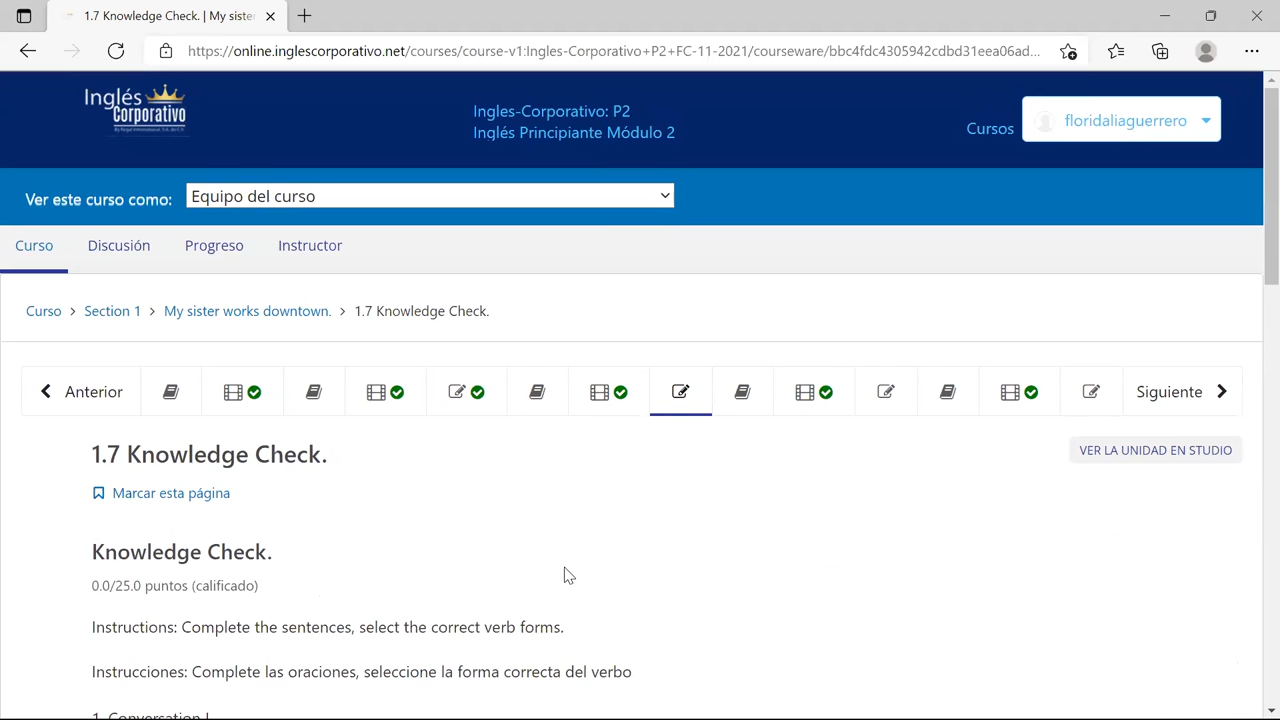 1.7 Knowledge Check. | My sister
https://online.inglescorporativo.net/courses/course-v1:Ingles-Corporativo+P2+FC-11-2021/courseware/bbc4fdc4305942cdbd31eea06ad...
Inglés
Corporativo
Ingles-Corporativo: P2
Inglés Principiante Módulo 2
Cursos
floridaliaguerrero
Ver este curso como:
Equipo del curso
Curso
Discusión
Progreso
Instructor
Curso > Section 1 > My sister works downtown. > 1.7 Knowledge Check.
Anterior
Siguiente
1.7 Knowledge Check.
VER LA UNIDAD EN STUDIO
Marcar esta página
Knowledge Check.
0.0/25.0 puntos (calificado)
Instructions: Complete the sentences, select the correct verb forms.
Instrucciones: Complete las oraciones, seleccione la forma correcta del verbo
1. Conversation I